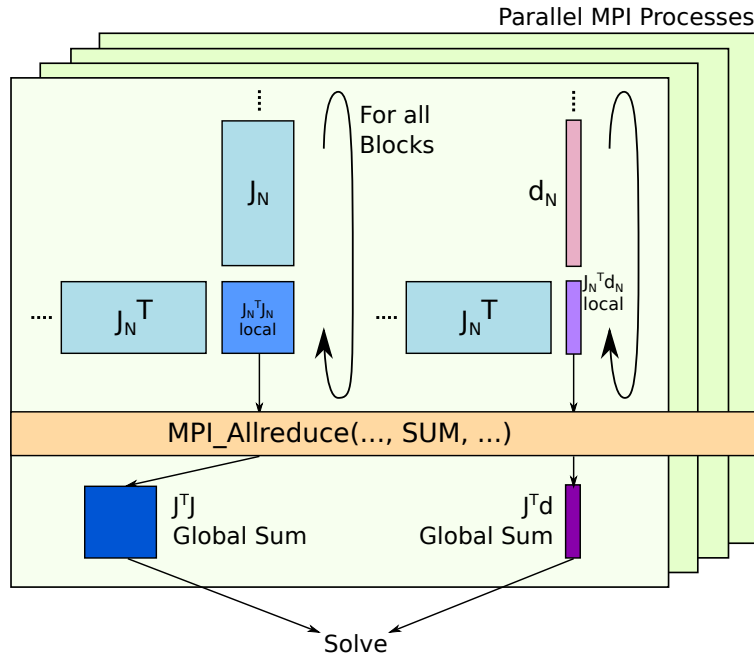 Parallel MPI Processes
For all
Blocks
J_N
d_N
J_N^T
J_N^T J_N
local
J_N^T
J_N^T d_N
local
MPI_Allreduce(..., SUM, ...)
J^T J
Global Sum
J^T d
Global Sum
Solve